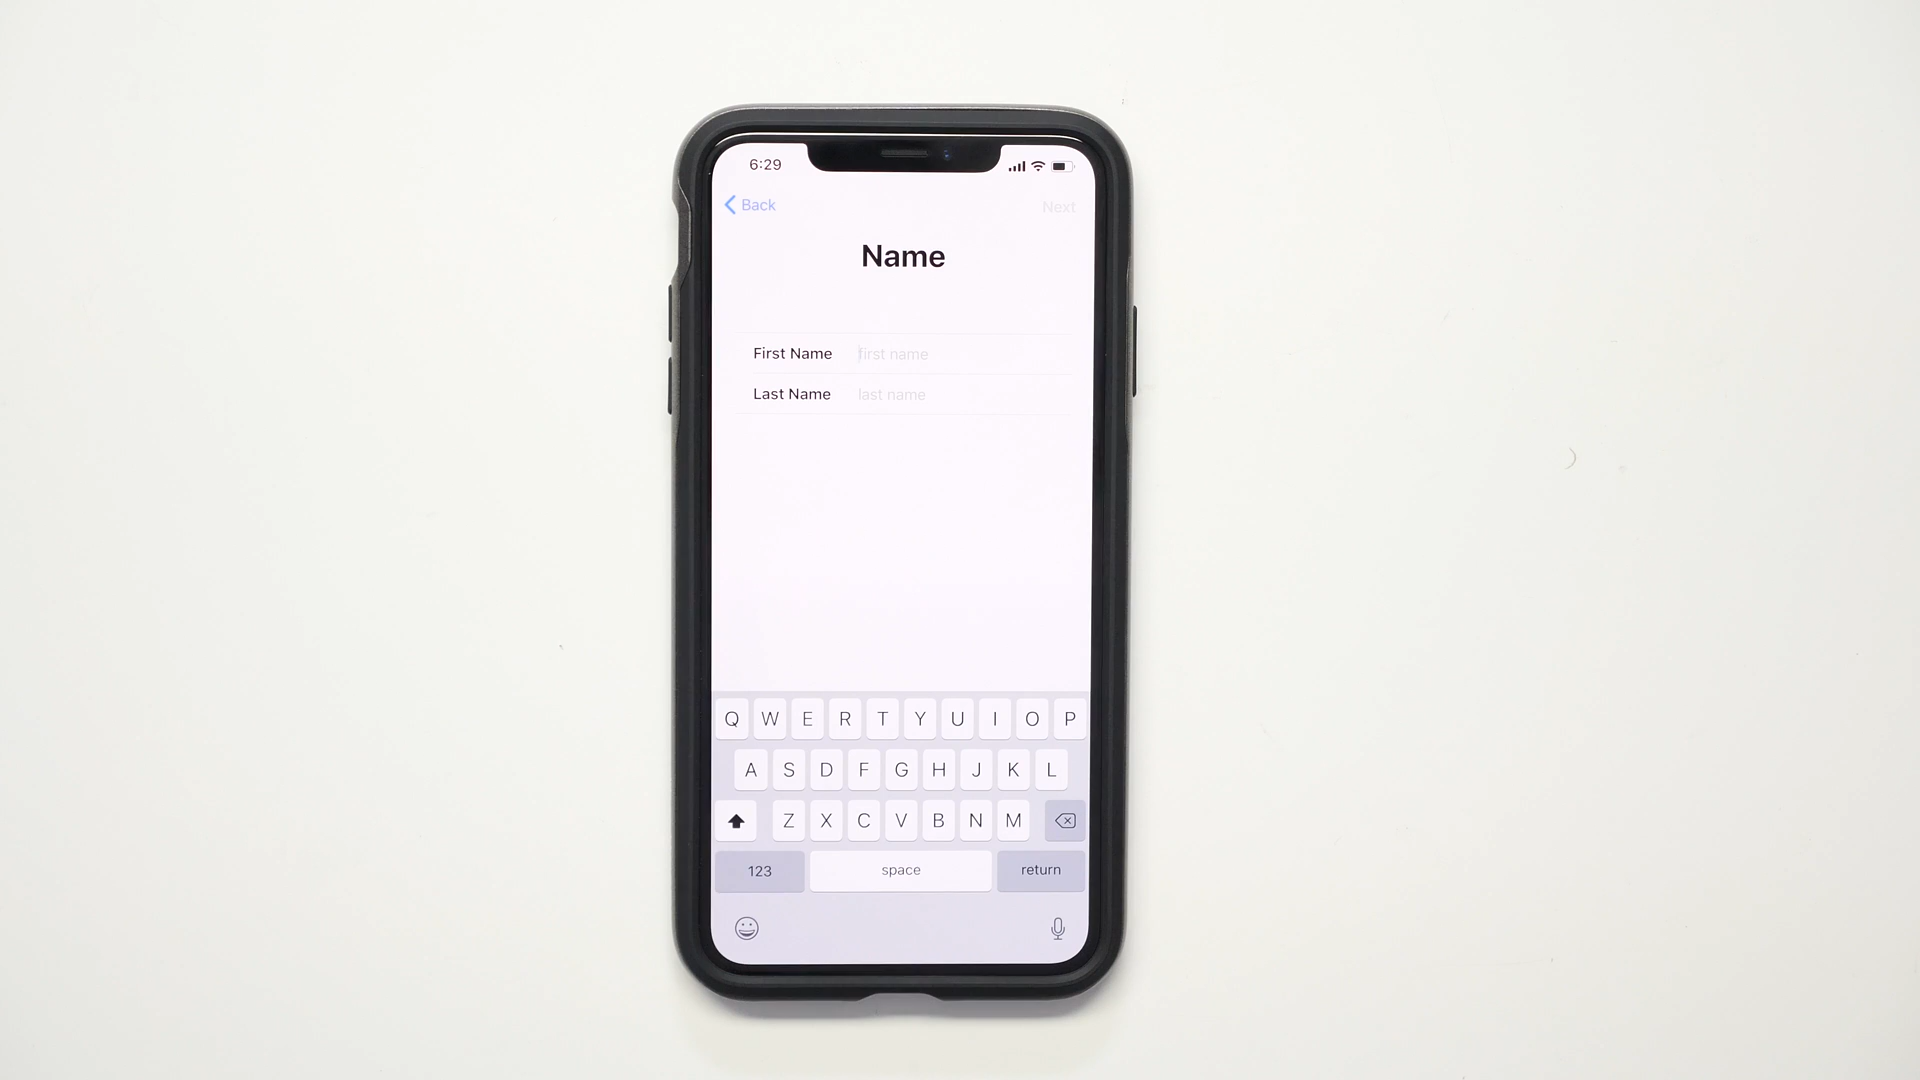 6:29
Back Next
Name
First Name first name
Last Name last name
Q W E R T Y U I O P
A S D F G H J K L
Z X C V B N M
123 space return